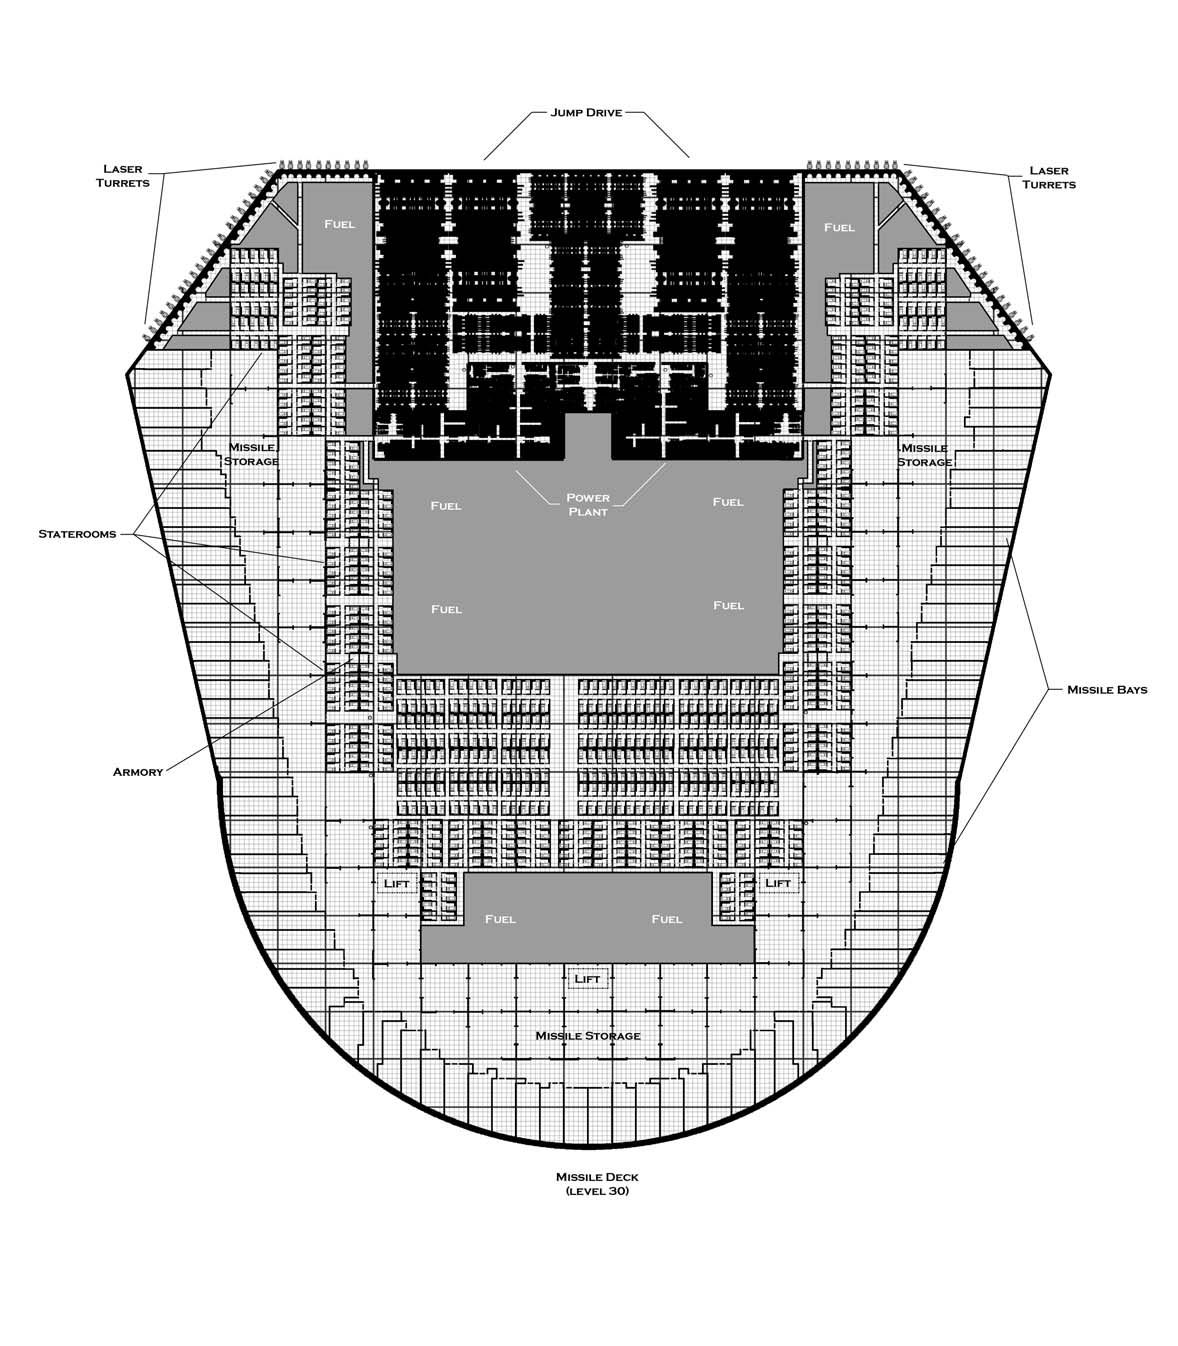 Jump Drive
Laser
Turrets
Laser
Turrets
Fuel
Fuel
Missile
Storage
Missile
Storage
Power
Plant
Fuel
Fuel
Staterooms
Fuel
Fuel
Missile Bays
Armory
Lift
Lift
Fuel
Fuel
Lift
Missile Storage
Missile Deck
(level 30)